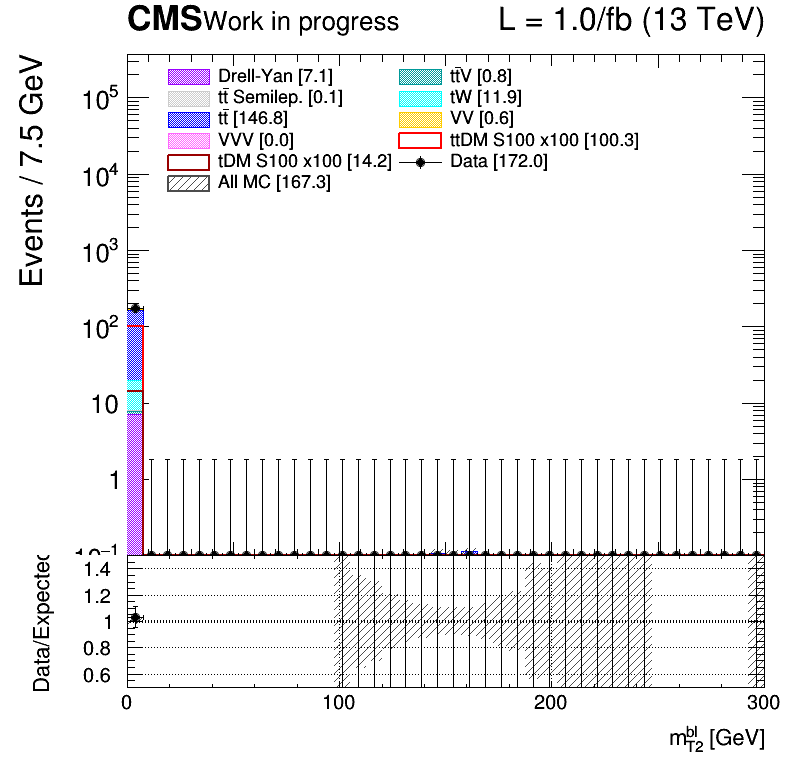 CMS Work in progress L = 1.0/fb (13 TeV)
Events / 7.5 GeV
Drell-Yan [7.1] tt̄V [0.8]
tt̄ Semilep. [0.1] tW [11.9]
tt̄ [146.8] VV [0.6]
VVV [0.0] ttDM S100 x100 [100.3]
tDM S100 x100 [14.2] Data [172.0]
All MC [167.3]
10⁵
10⁴
10³
10²
10
1
10⁻¹
Data/Expected
1.4
1.2
1
0.8
0.6
0 100 200 300
m_{T2}^{bl} [GeV]